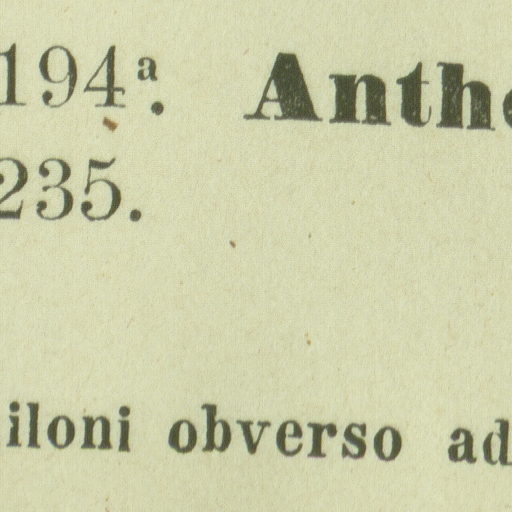 194ª. Anth
235.
iloni obverso ad